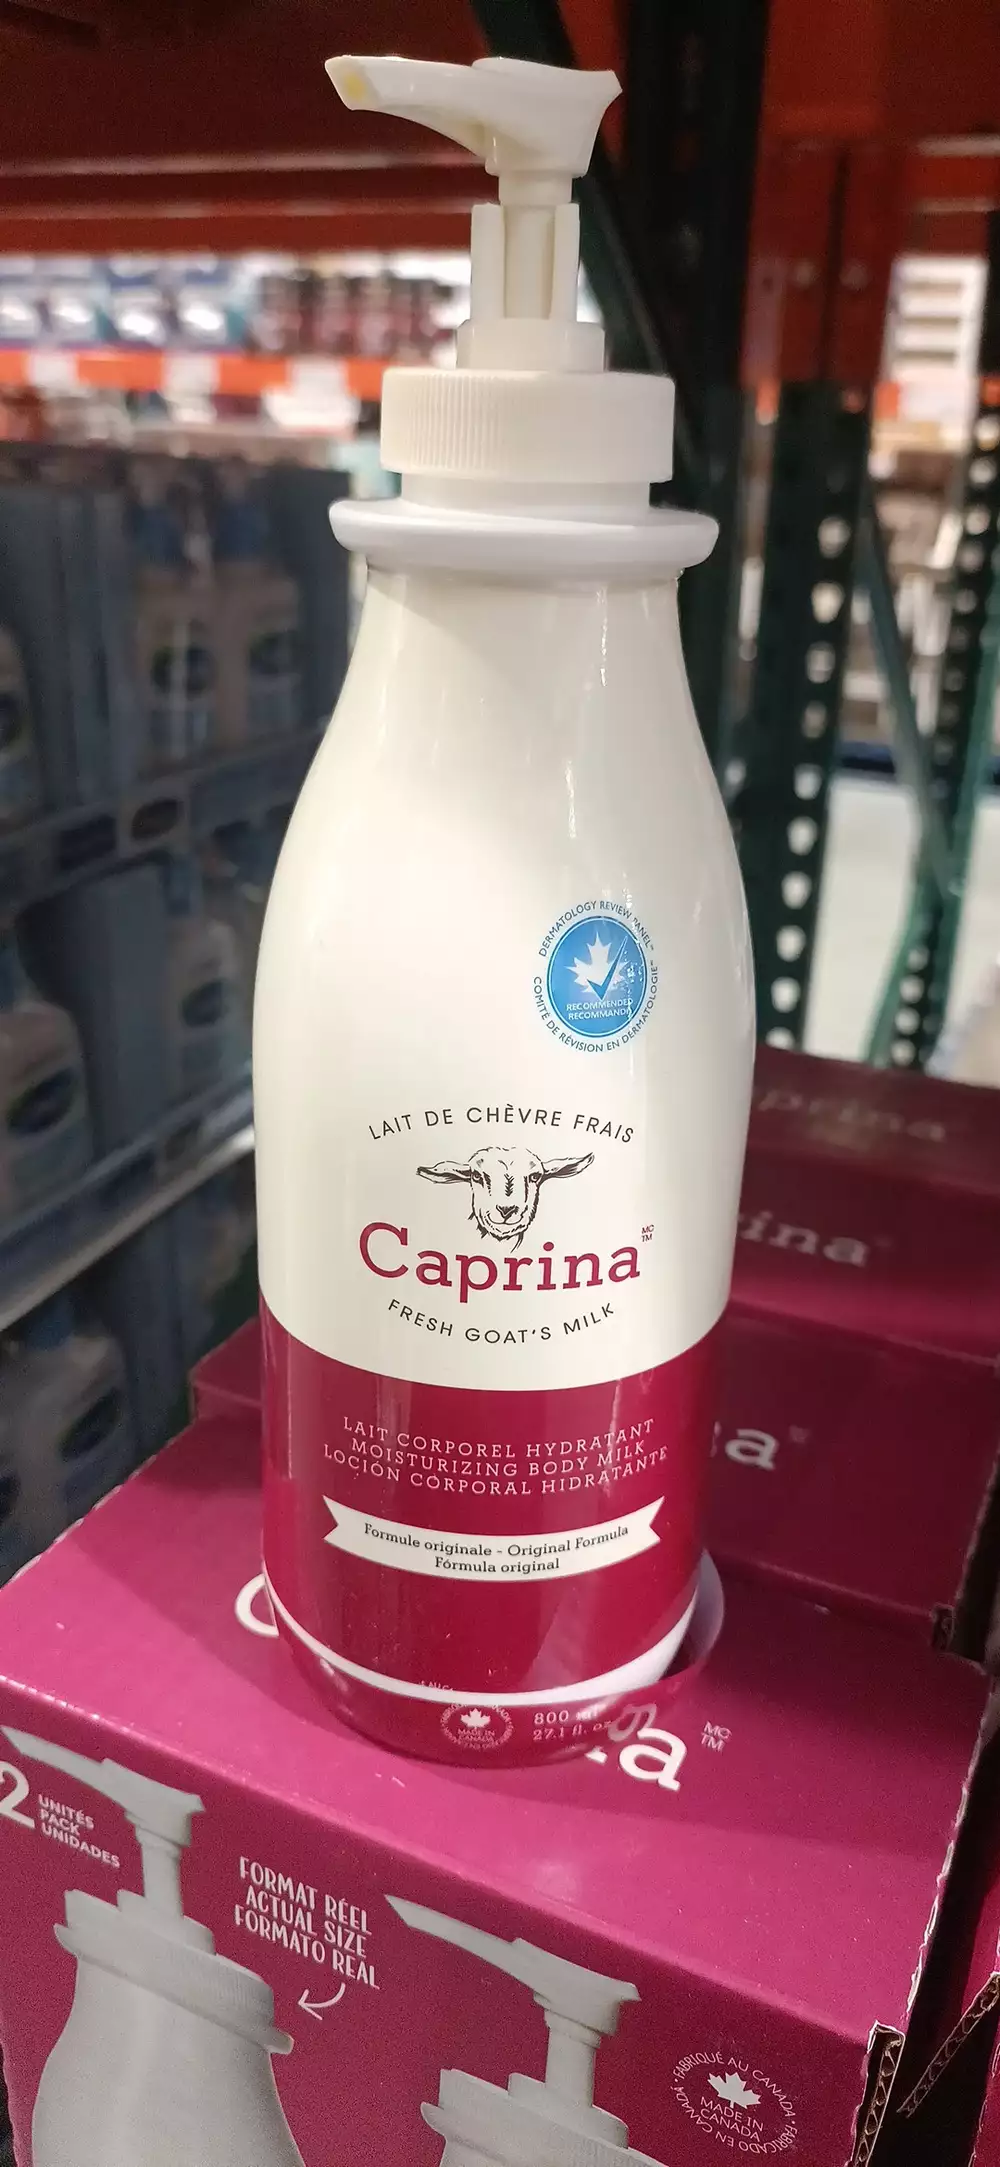 DERMATOLOGY REVIEW PANEL™
RECOMMENDED
RECOMMANDÉ
COMITÉ DE RÉVISION EN DERMATOLOGIE
LAIT DE CHÈVRE FRAIS
Caprina MC
TM
FRESH GOAT'S MILK
LAIT CORPOREL HYDRATANT
MOISTURIZING BODY MILK
LOCIÓN CORPORAL HIDRATANTE
Formule originale - Original Formula
Fórmula original
MADE IN
CANADA
800 ml
27.1 fl. oz
prina
rina
a
a MC
TM
2 UNITÉS
PACK
UNIDADES
FORMAT RÉEL
ACTUAL SIZE
FORMATO REAL
• FABRIQUÉ AU CANADA •
MADE IN
CANADA
FABRICADO EN CANADÁ